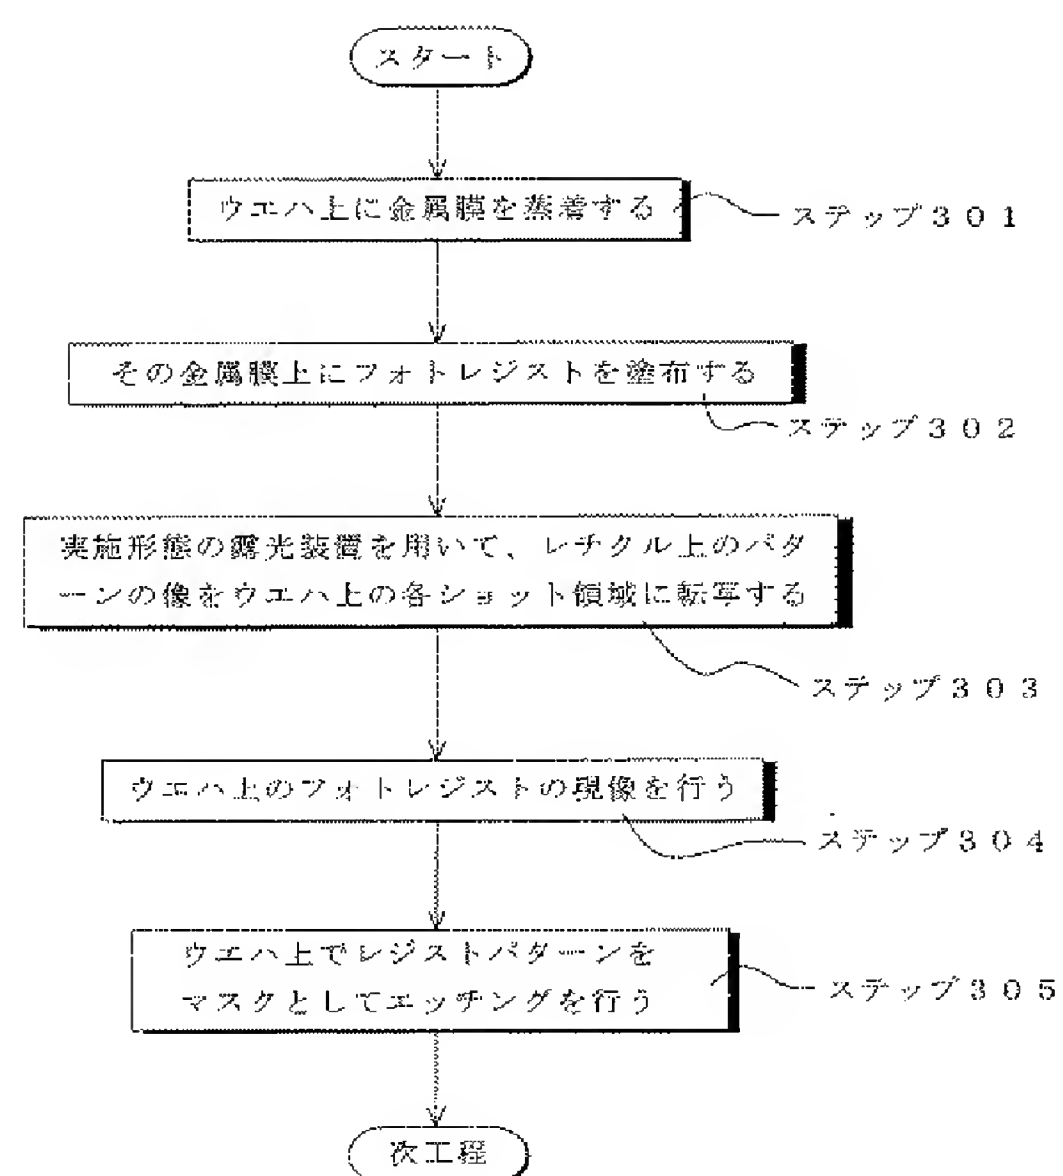 スタート
ウエハ上に金属膜を蒸着する
ステップ301
その金属膜上にフォトレジストを塗布する
ステップ302
実施形態の露光装置を用いて、レチクル上のパタ
ーンの像をウエハ上の各ショット領域に転写する
ステップ303
ウエハ上のフォトレジストの現像を行う
ステップ304
ウエハ上でレジストパターンを
マスクとしてエッチングを行う
ステップ305
次工程